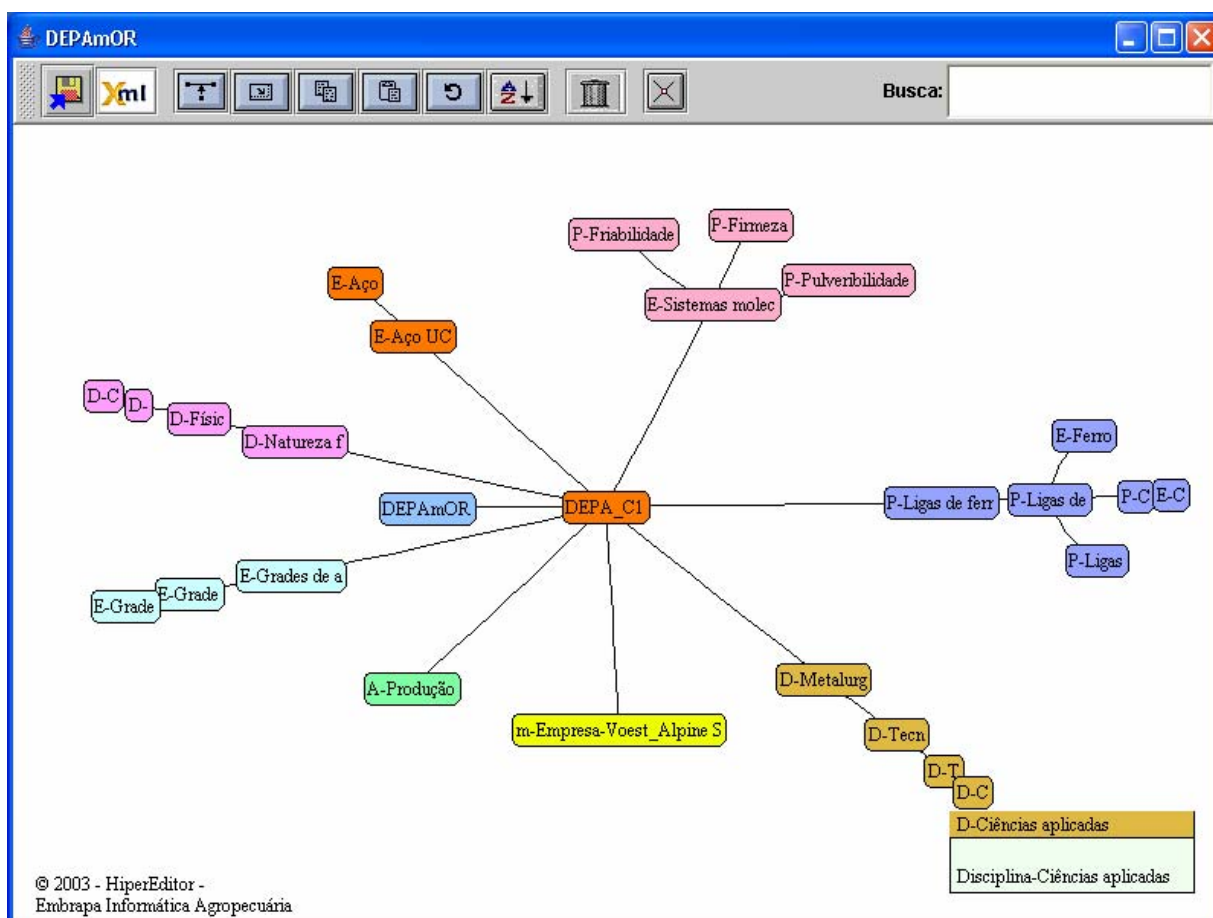 DEPAmOR
Xml
Busca:
P-Friabilidade
P-Firmeza
P-Pulveribilidade
E-Sistemas molec
E-Aço
E-Aço UC
D-C
D-
D-Físic
D-Natureza f
E-Ferro
DEPAmOR
DEPA_C1
P-Ligas de ferr
P-Ligas de
P-C
E-C
P-Ligas
E-Grades de a
E-Grade
E-Grade
A-Produção
D-Metalurg
m-Empresa-Voest_Alpine S
D-Tecn
D-T
D-C
D-Ciências aplicadas
Disciplina-Ciências aplicadas
© 2003 - HiperEditor -
Embrapa Informática Agropecuária